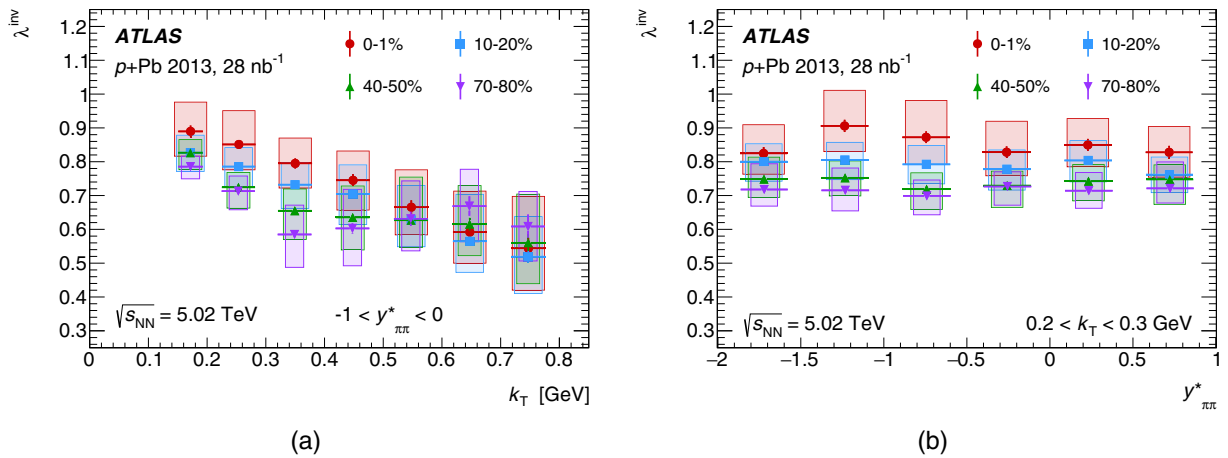 λ^inv
1.2
1.1
1
0.9
0.8
0.7
0.6
0.5
0.4
0.3
ATLAS
p+Pb 2013, 28 nb^-1
0-1%
10-20%
40-50%
70-80%
√s_NN = 5.02 TeV
-1 < y*_ππ < 0
0 0.1 0.2 0.3 0.4 0.5 0.6 0.7 0.8
k_T [GeV]
(a)
λ^inv
1.2
1.1
1
0.9
0.8
0.7
0.6
0.5
0.4
0.3
ATLAS
p+Pb 2013, 28 nb^-1
0-1%
10-20%
40-50%
70-80%
√s_NN = 5.02 TeV
0.2 < k_T < 0.3 GeV
−2 −1.5 −1 −0.5 0 0.5 1
y*_ππ
(b)